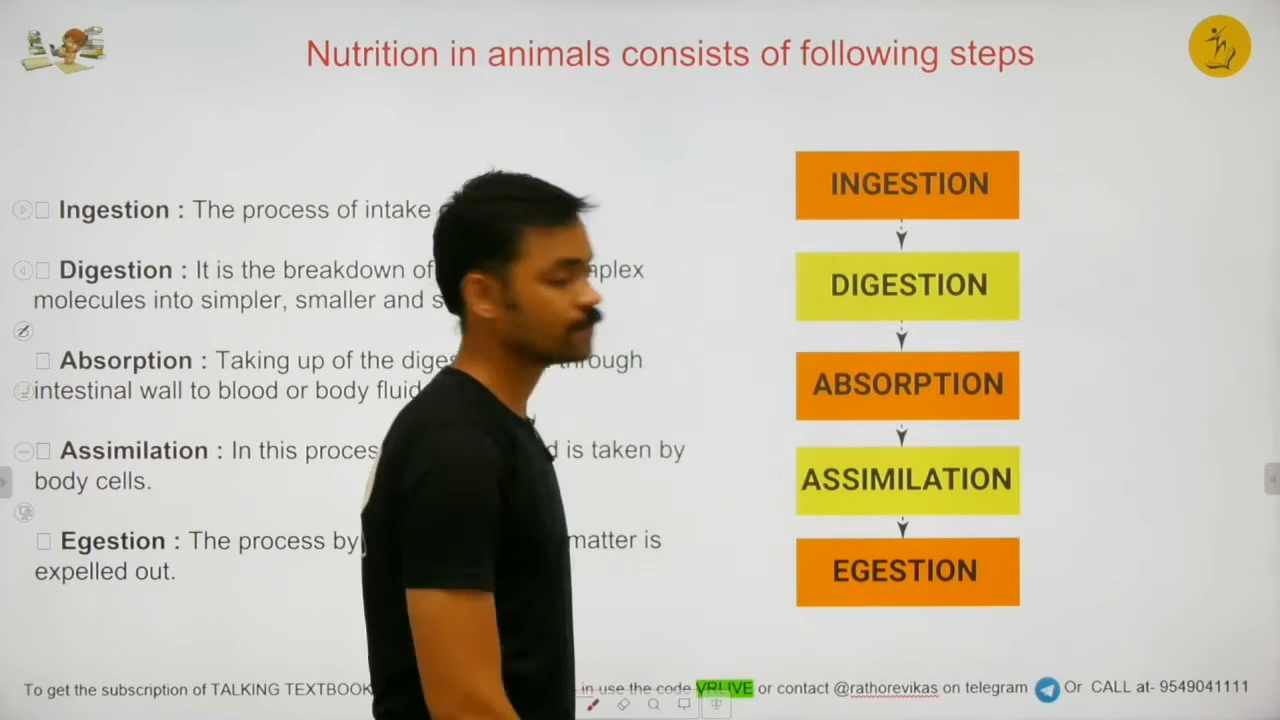 Nutrition in animals consists of following steps
Ingestion : The process of intake
Digestion : It is the breakdown of
molecules into simpler, smaller and s
Absorption : Taking up of the diges through
intestinal wall to blood or body fluid
Assimilation : In this proces is taken by
body cells.
Egestion : The process by matter is
expelled out.
INGESTION
DIGESTION
ABSORPTION
ASSIMILATION
EGESTION
To get the subscription of TALKING TEXTBOOK in use the code VRLIVE or contact @rathorevikas on telegram Or CALL at- 9549041111